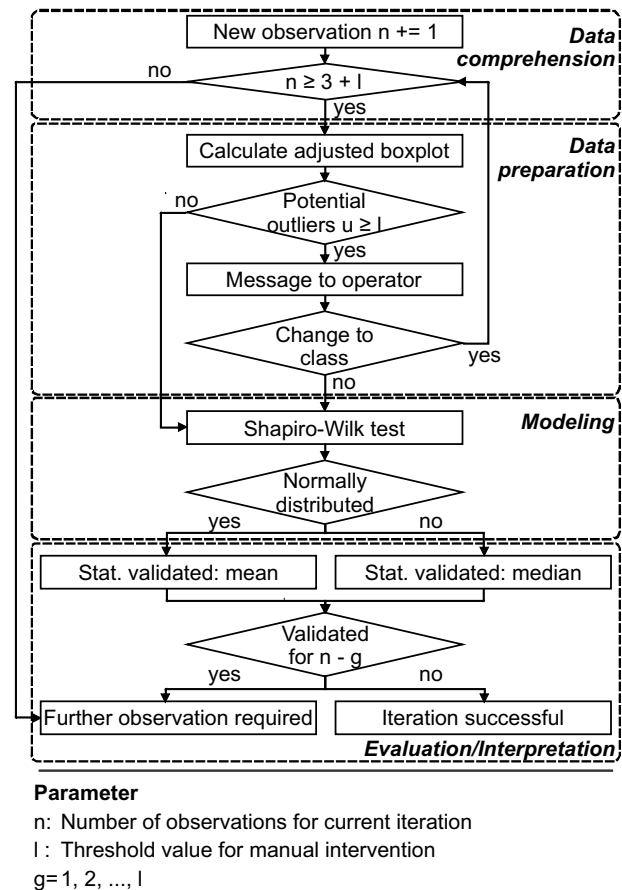 New observation n += 1
Data
comprehension
no
n ≥ 3 + l
yes
Calculate adjusted boxplot
Data
preparation
no
Potential
outliers u ≥ l
yes
Message to operator
Change to
class
yes
no
Shapiro-Wilk test
Modeling
Normally
distributed
yes
no
Stat. validated: mean
Stat. validated: median
Validated
for n - g
yes
no
Further observation required
Iteration successful
Evaluation/Interpretation
Parameter
n: Number of observations for current iteration
l : Threshold value for manual intervention
g= 1, 2, ..., l